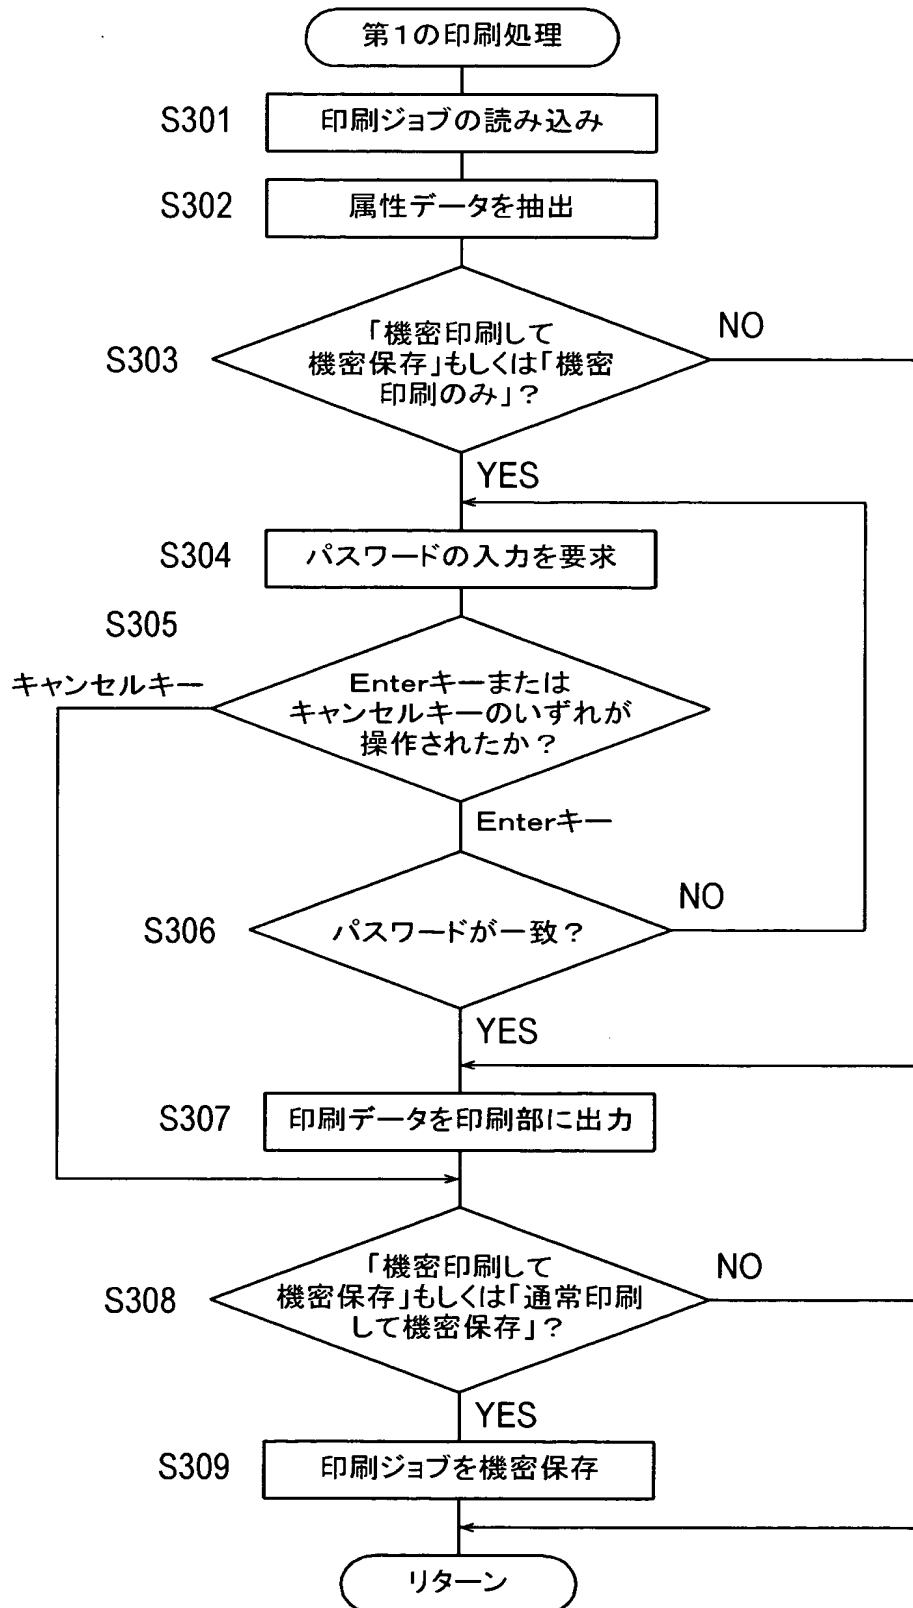 第1の印刷処理
S301
印刷ジョブの読み込み
S302
属性データを抽出
S303
「機密印刷して
機密保存」もしくは「機密
印刷のみ」?
NO
YES
S304
パスワードの入力を要求
S305
キャンセルキー
Enterキーまたは
キャンセルキーのいずれが
操作されたか?
Enterキー
S306
パスワードが一致?
NO
YES
S307
印刷データを印刷部に出力
S308
「機密印刷して
機密保存」もしくは「通常印刷
して機密保存」?
NO
YES
S309
印刷ジョブを機密保存
リターン